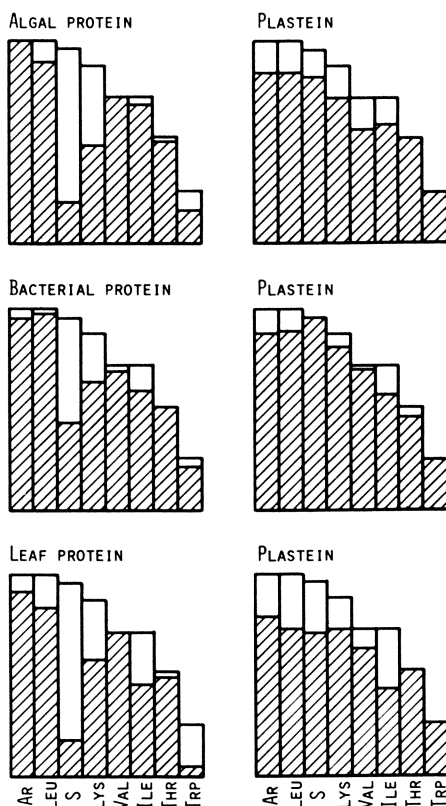 ALGAL PROTEIN
PLASTEIN
BACTERIAL PROTEIN
PLASTEIN
LEAF PROTEIN
PLASTEIN
AR LEU S LYS VAL ILE THR TRP
AR LEU S LYS VAL ILE THR TRP